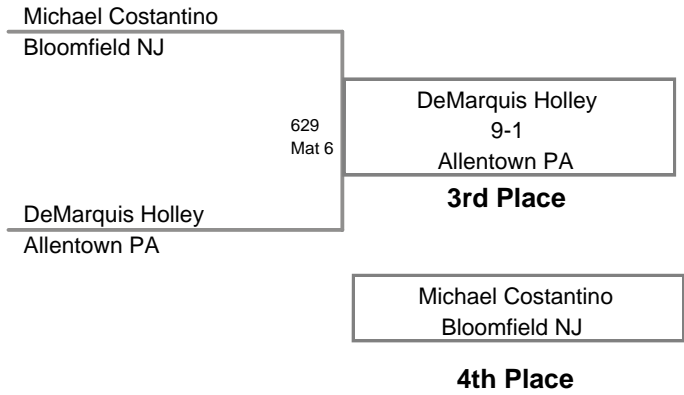 Michael Costantino
Bloomfield NJ
629
Mat 6
DeMarquis Holley
9-1
Allentown PA
3rd Place
DeMarquis Holley
Allentown PA
Michael Costantino
Bloomfield NJ
4th Place